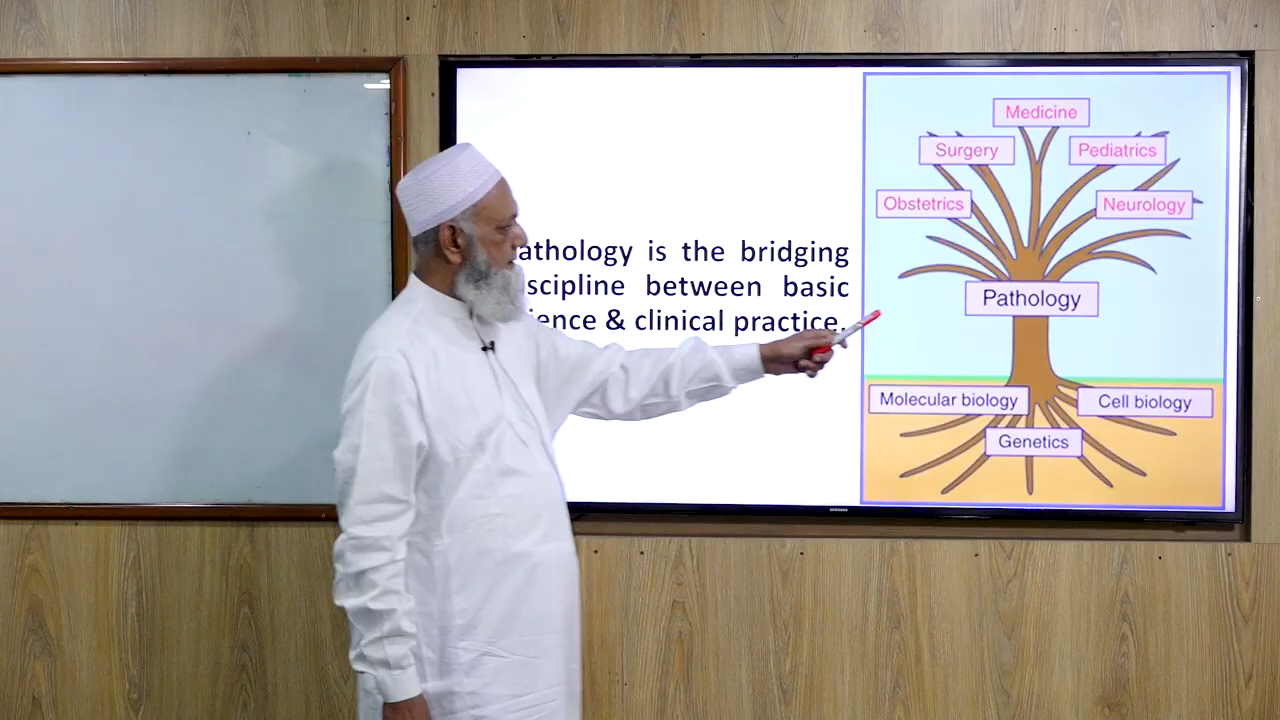 athology is the bridging
scipline between basic
ience & clinical practice.
Medicine
Surgery
Pediatrics
Obstetrics
Neurology
Pathology
Molecular biology
Cell biology
Genetics
SAMSUNG